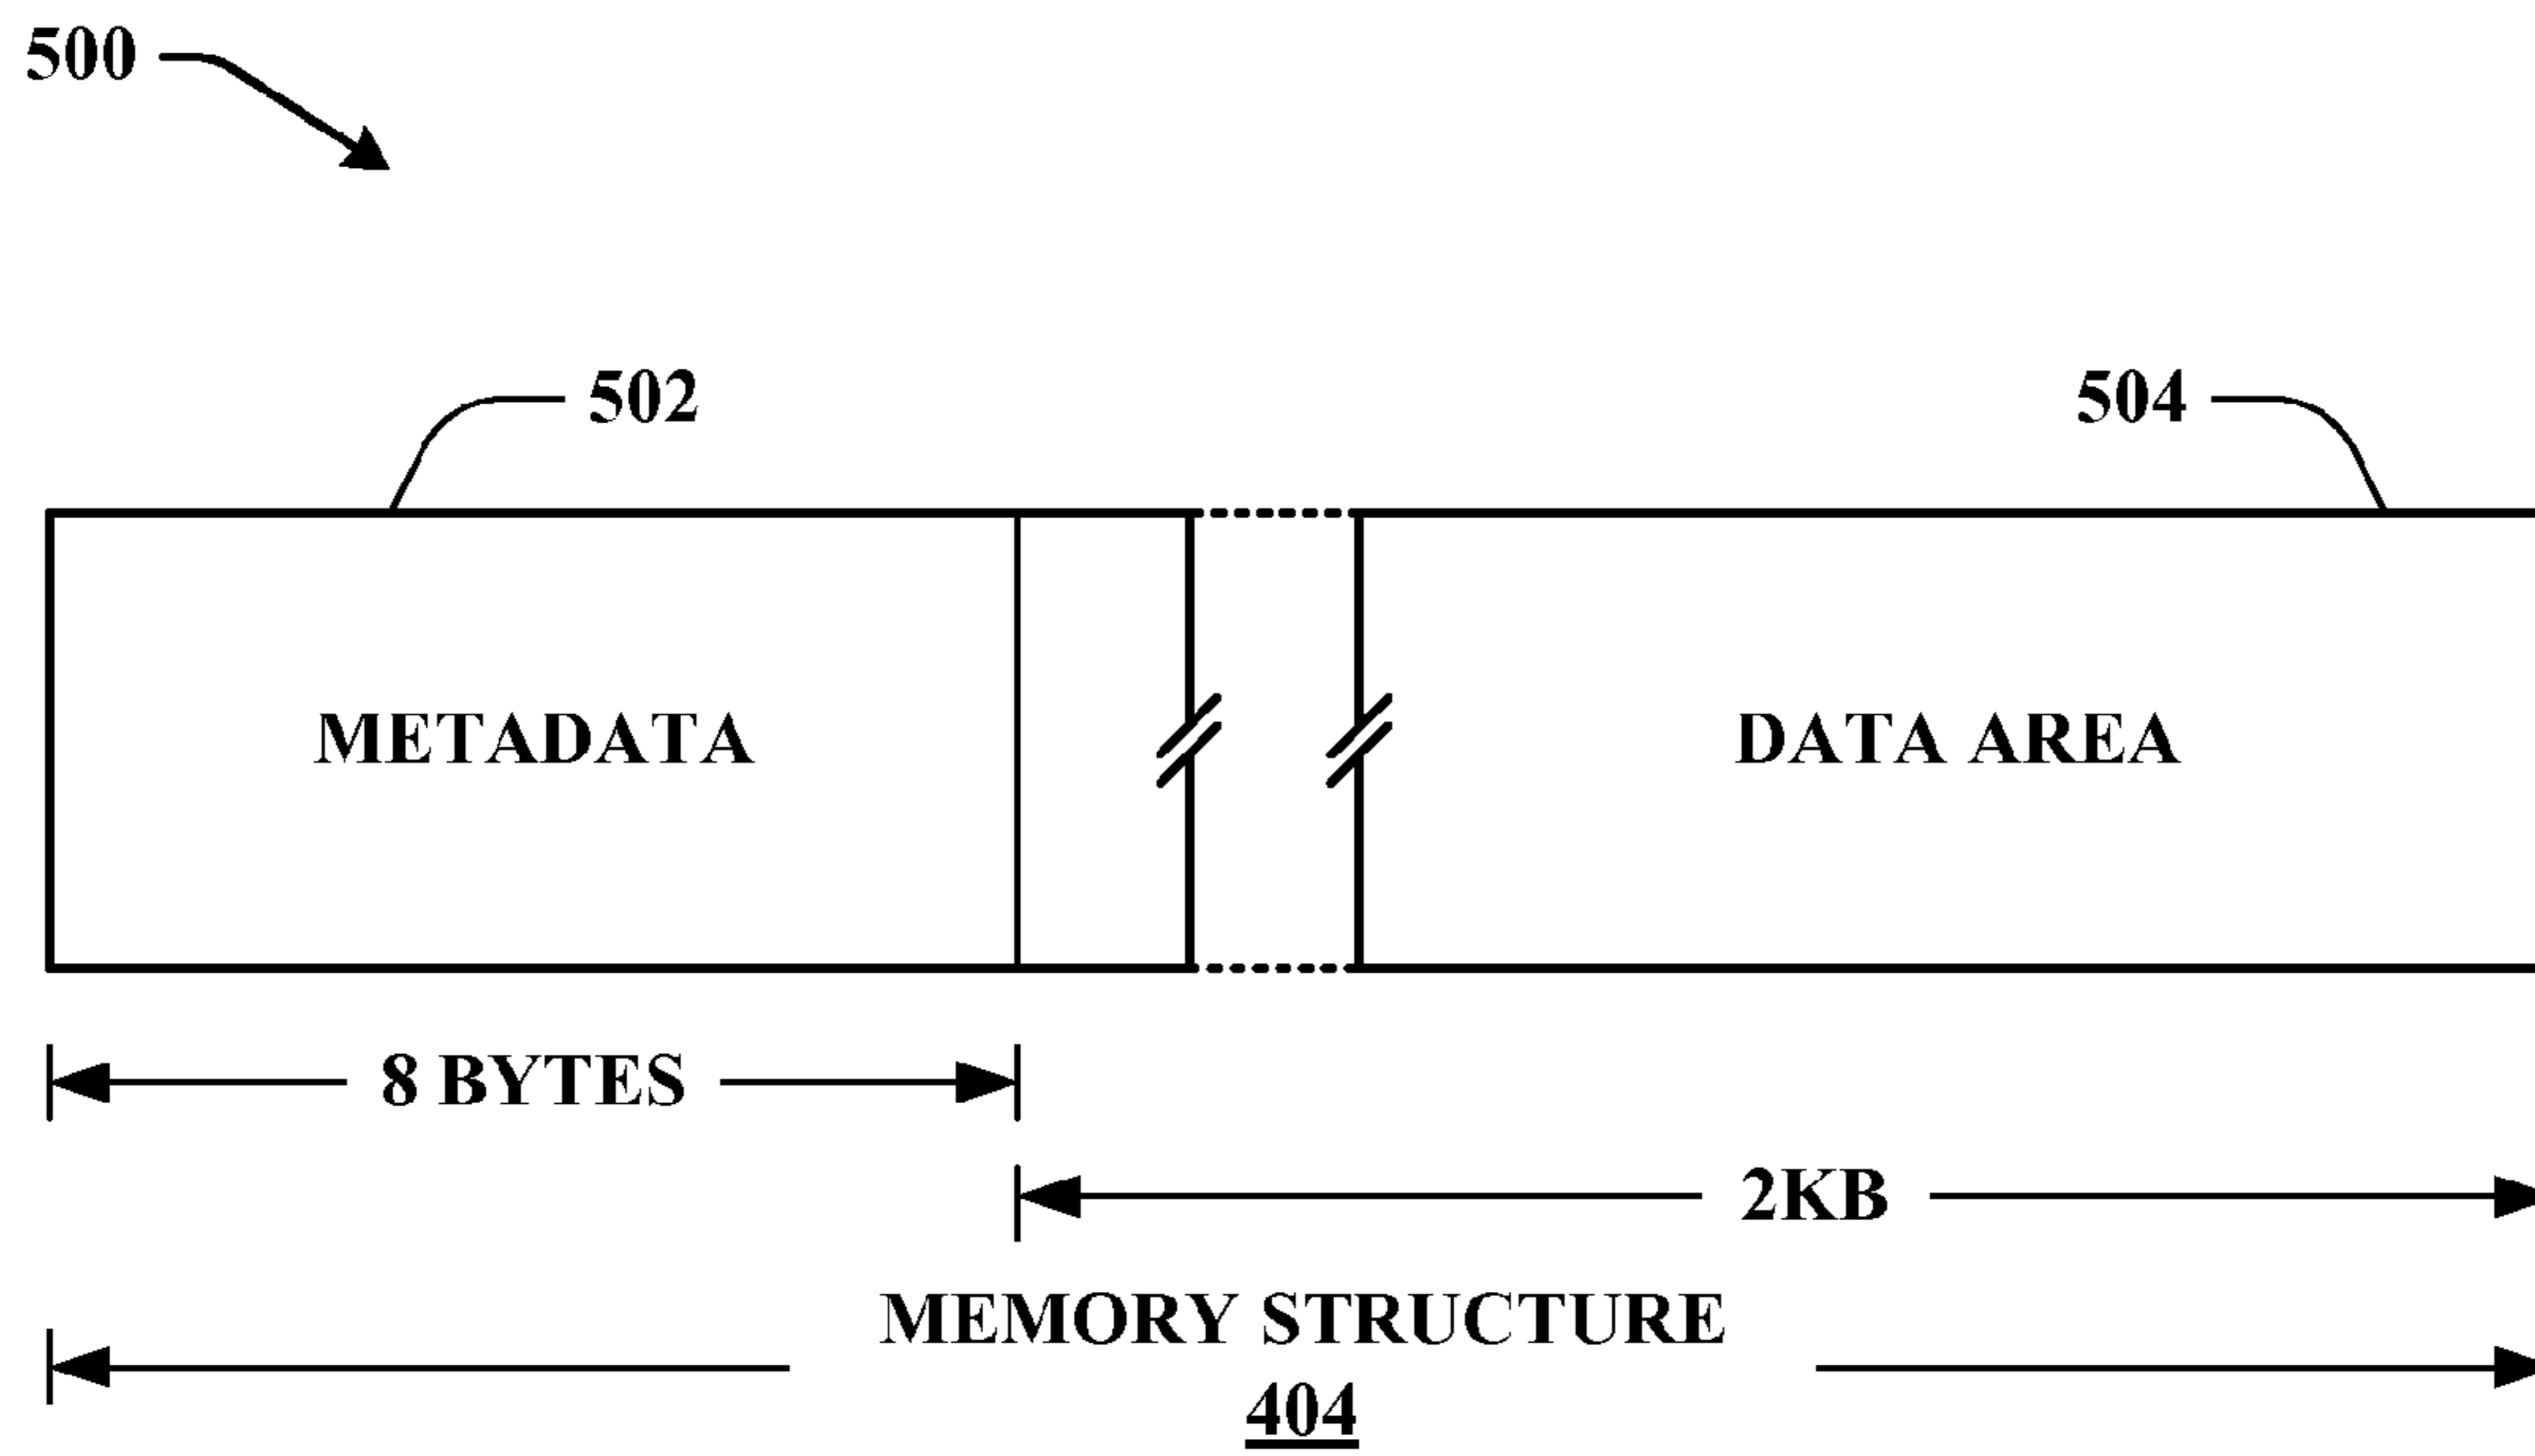 500
502
504
METADATA
DATA AREA
8 BYTES
2KB
MEMORY STRUCTURE
404